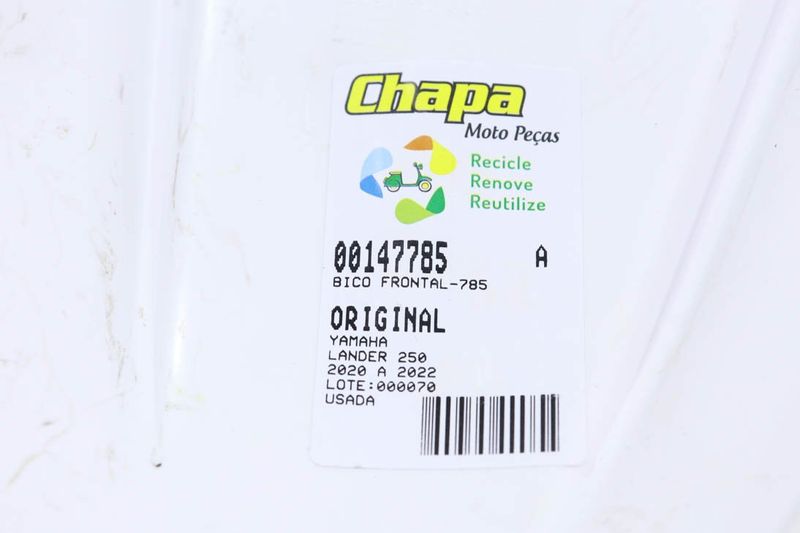 Chapa
Moto Peças
Recicle
Renove
Reutilize
00147785 A
BICO FRONTAL-785
ORIGINAL
YAMAHA
LANDER 250
2020 A 2022
LOTE:000070
USADA